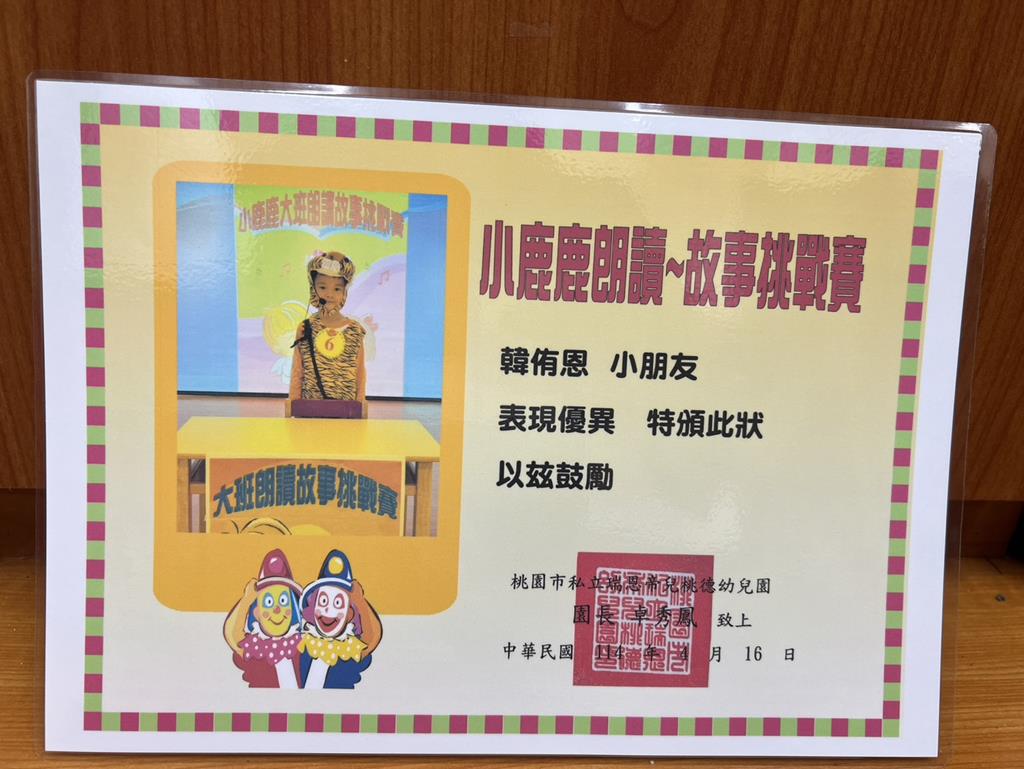 小鹿鹿大班朗讀故事挑戰賽
6
大班朗讀故事挑戰賽
小鹿鹿朗讀~故事挑戰賽
韓侑恩 小朋友
表現優異 特頒此狀
以茲鼓勵
桃園市私立瑞思帝兒桃德幼兒園
園長 卓秀鳳 致上
中華民國 114 年 4 月 16 日